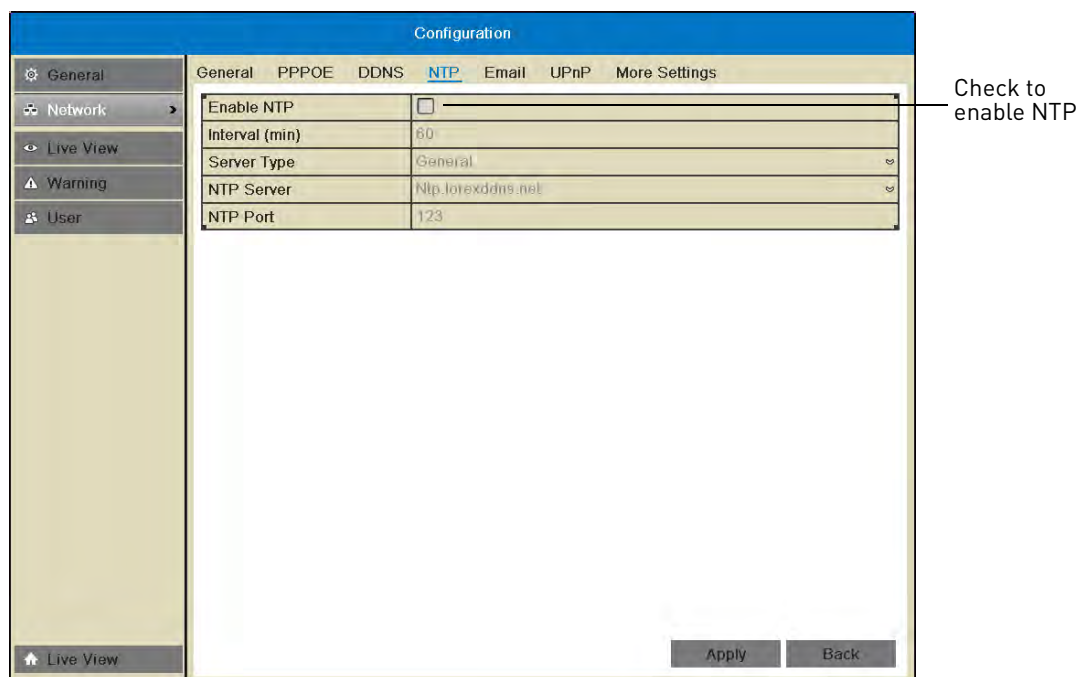 Configuration
General
Network
Live View
Warning
User
Live View
General PPPOE DDNS NTP Email UPnP More Settings
Enable NTP
Interval (min) 60
Server Type General
NTP Server Ntp.lorexddns.net
NTP Port 123
Apply Back
Check to
enable NTP